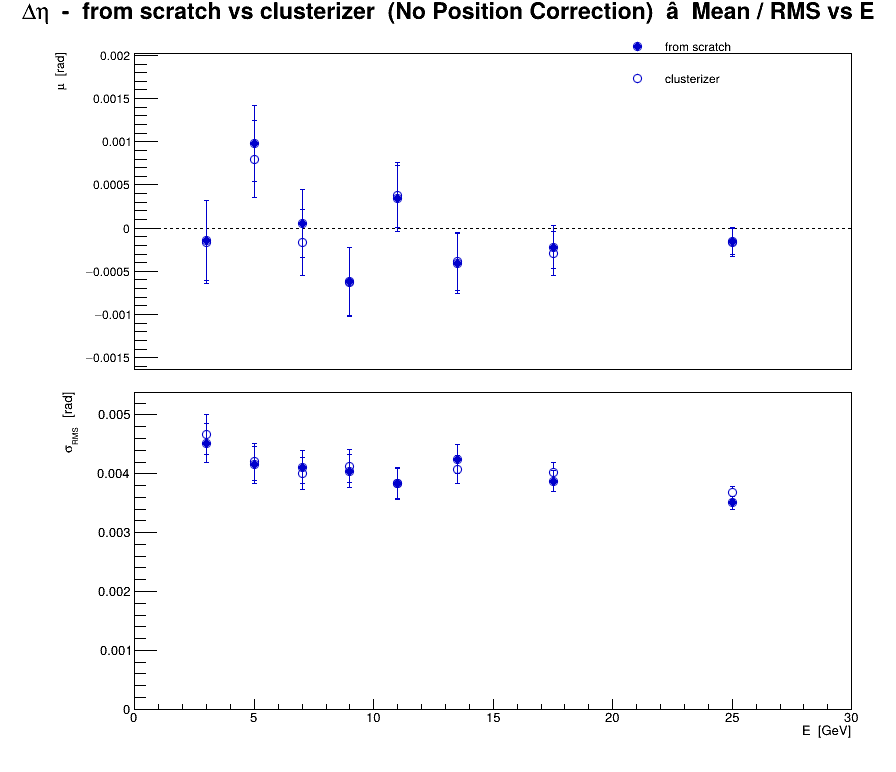 Δη - from scratch vs clusterizer (No Position Correction) â Mean / RMS vs E
from scratch
clusterizer
μ [rad]
0.002
0.0015
0.001
0.0005
0
−0.0005
−0.001
−0.0015
σRMS [rad]
0.005
0.004
0.003
0.002
0.001
0
0 5 10 15 20 25 30
E [GeV]